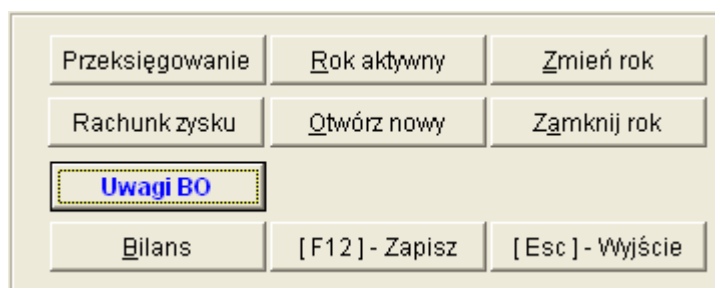 Przeksięgowanie Rok aktywny Zmień rok
Rachunk zysku Otwórz nowy Zamknij rok
Uwagi BO
Bilans [ F12 ] - Zapisz [ Esc ] - Wyjście